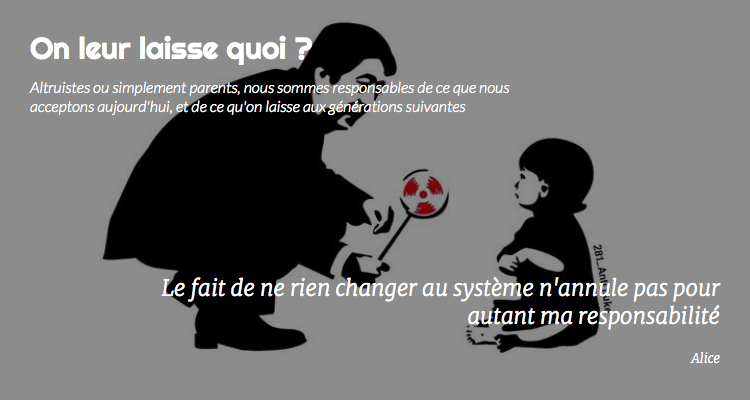 On leur laisse quoi ?
Altruistes ou simplement parents, nous sommes responsables de ce que nous
acceptons aujourd'hui, et de ce qu'on laisse aux générations suivantes
Le fait de ne rien changer au système n'annule pas pour
autant ma responsabilité
Alice